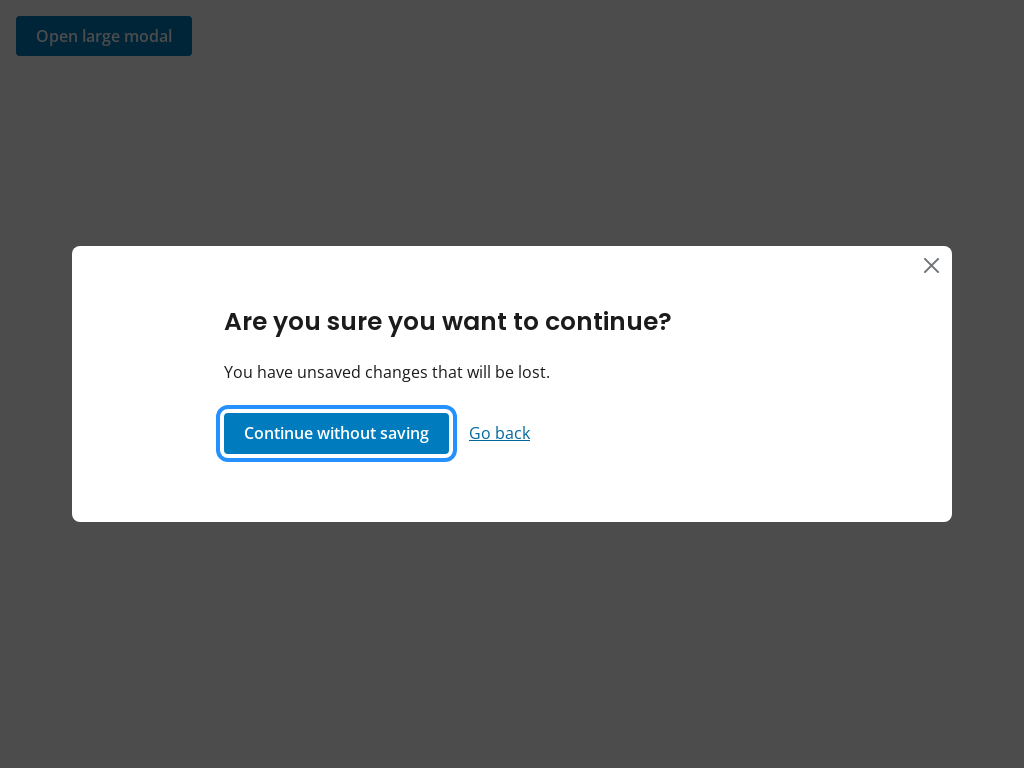 Open large modal
Are you sure you want to continue?
You have unsaved changes that will be lost.
Continue without saving
Go back